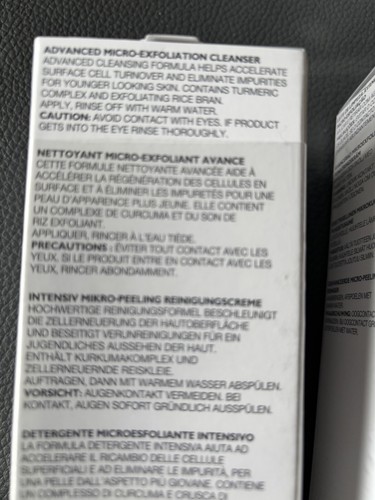 ADVANCED MICRO-EXFOLIATION CLEANSER
ADVANCED CLEANSING FORMULA HELPS ACCELERATE
SURFACE CELL TURNOVER AND ELIMINATE IMPURITIES
FOR YOUNGER LOOKING SKIN. CONTAINS TURMERIC
COMPLEX AND EXFOLIATING RICE BRAN.
APPLY, RINSE OFF WITH WARM WATER.
CAUTION: AVOID CONTACT WITH EYES. IF PRODUCT
GETS INTO THE EYE RINSE THOROUGHLY.
NETTOYANT MICRO-EXFOLIANT AVANCE
CETTE FORMULE NETTOYANTE AVANCÉE AIDE À
ACCÉLÉRER LA RÉGÉNÉRATION DES CELLULES EN
SURFACE ET À ÉLIMINER LES IMPURETÉS POUR UNE
PEAU D'APPARENCE PLUS JEUNE. ELLE CONTIENT
UN COMPLEXE DE CURCUMA ET DU SON DE
RIZ EXFOLIANT.
APPLIQUER, RINCER À L'EAU TIÈDE.
PRECAUTIONS : ÉVITER TOUT CONTACT AVEC LES
YEUX. SI LE PRODUIT ENTRE EN CONTACT AVEC LES
YEUX, RINCER ABONDAMMENT.
INTENSIV MIKRO-PEELING REINIGUNGSCREME
HOCHWERTIGE REINIGUNGSFORMEL BESCHLEUNIGT
DIE ZELLERNEUERUNG DER HAUTOBERFLÄCHE
UND BESEITIGT VERUNREINIGUNGEN FÜR EIN
JUGENDLICHES AUSSEHEN DER HAUT.
ENTHÄLT KURKUMAKOMPLEX UND
ZELLERNEUERNDE REISKLEIE.
AUFTRAGEN, DANN MIT WARMEM WASSER ABSPÜLEN.
VORSICHT: AUGENKONTAKT VERMEIDEN. BEI
KONTAKT, AUGEN SOFORT GRÜNDLICH AUSSPÜLEN.
DETERGENTE MICROESFOLIANTE INTENSIVO
LA FORMULA DETERGENTE INTENSIVA AIUTA AD
ACCELERARE IL RICAMBIO DELLE CELLULE
SUPERFICIALI E AD ELIMINARE LE IMPURITÀ, PER
UNA PELLE DALL'ASPETTO PIÙ GIOVANE. CONTIENE
UN COMPLESSO DI CURCUMA E CRUSCA DI